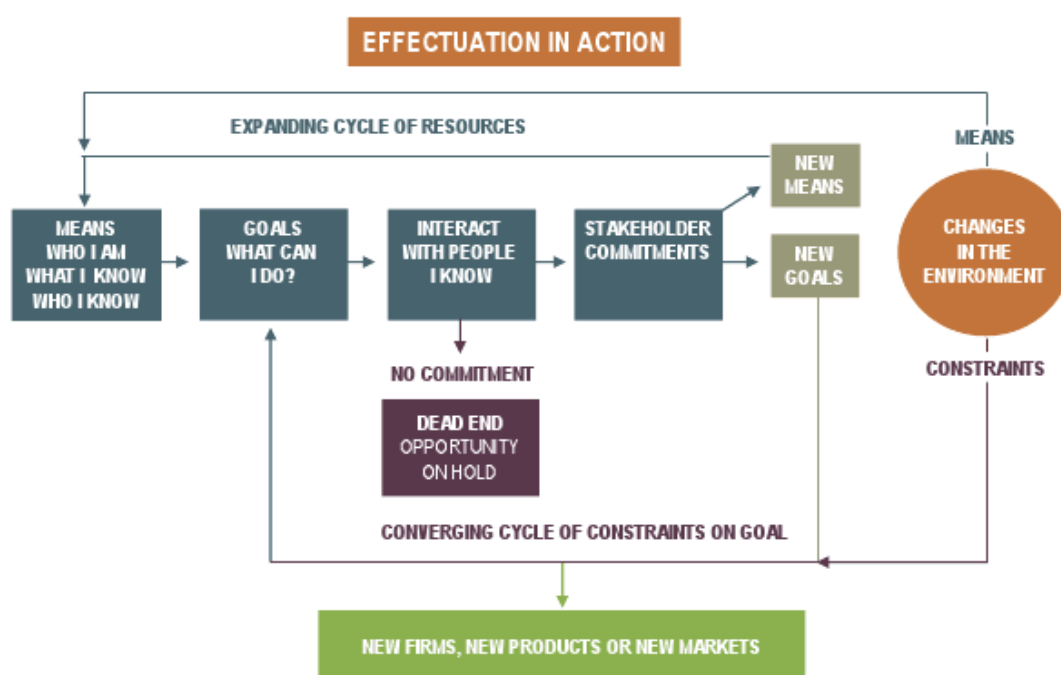 EFFECTUATION IN ACTION
EXPANDING CYCLE OF RESOURCES
MEANS
NEW
MEANS
MEANS
WHO I AM
WHAT I KNOW
WHO I KNOW
GOALS
WHAT CAN
I DO?
INTERACT
WITH PEOPLE
I KNOW
STAKEHOLDER
COMMITMENTS
NEW
GOALS
CHANGES
IN THE
ENVIRONMENT
NO COMMITMENT
CONSTRAINTS
DEAD END
OPPORTUNITY
ON HOLD
CONVERGING CYCLE OF CONSTRAINTS ON GOAL
NEW FIRMS, NEW PRODUCTS OR NEW MARKETS